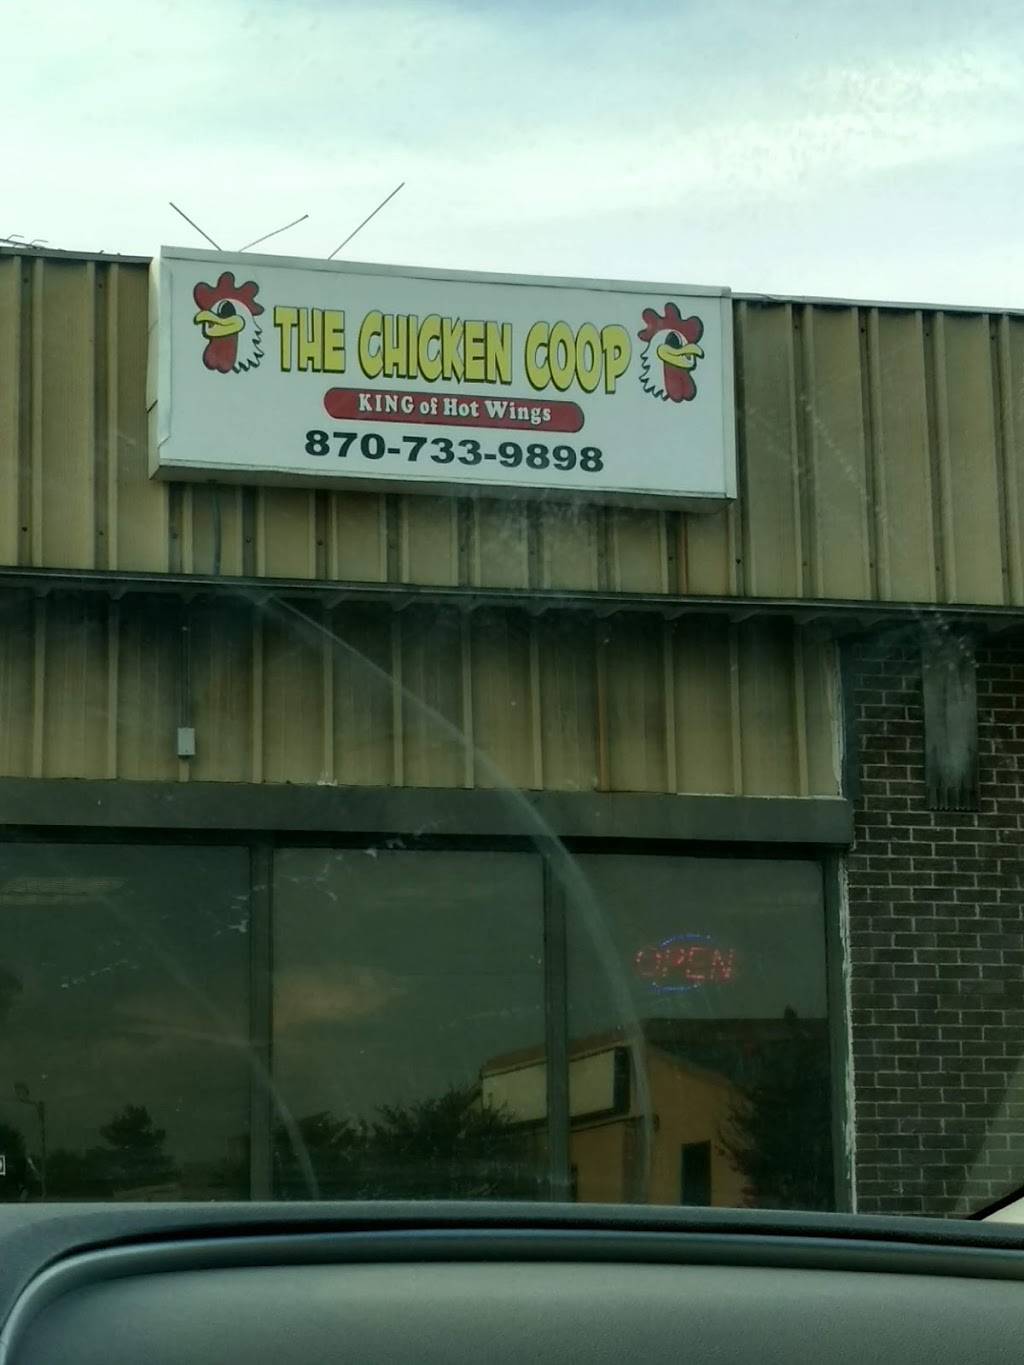 THE CHICKEN COOP
KING of Hot Wings
870-733-9898
OPEN